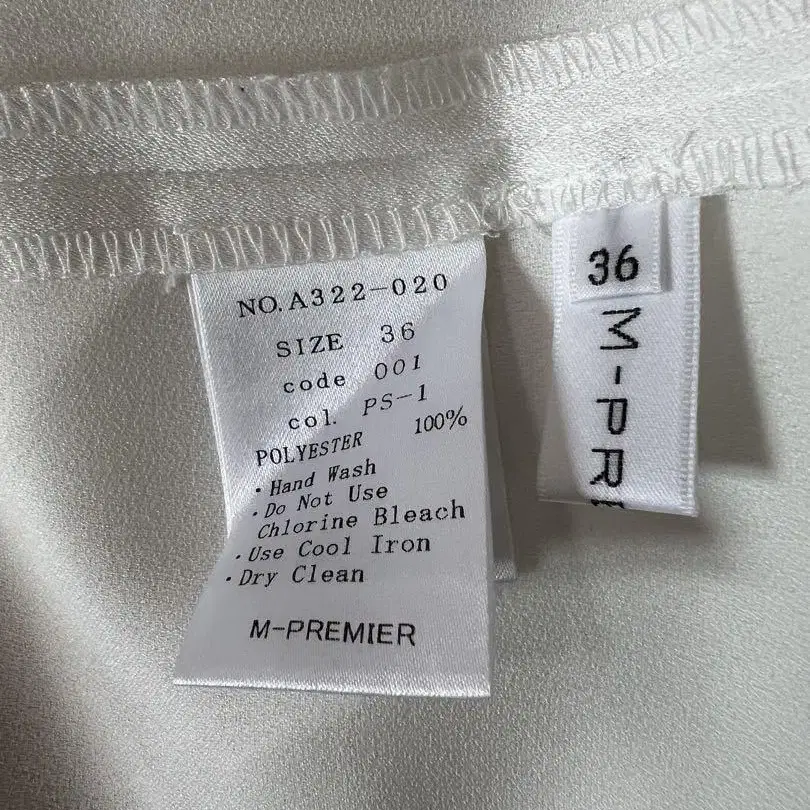 NO. A322-020
SIZE 36
code 001
col. PS-1
POLYESTER 100%
・Hand Wash
・Do Not Use
Chlorine Bleach
・Use Cool Iron
・Dry Clean
M-PREMIER
36
M-PR